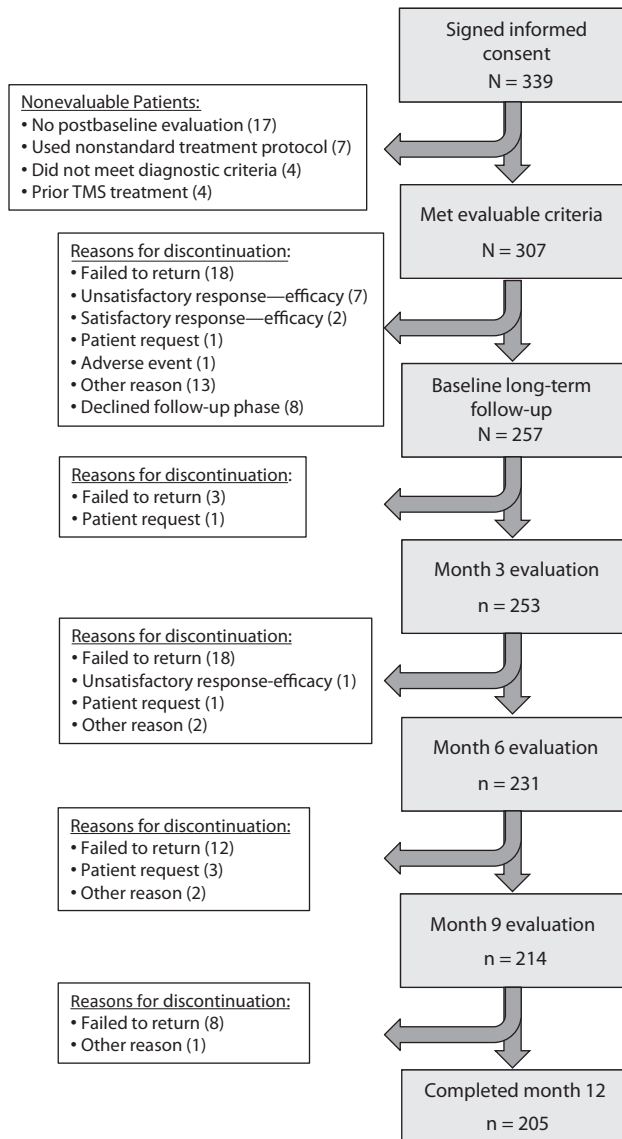 Signed informed
consent
N = 339
Nonevaluable Patients:
• No postbaseline evaluation (17)
• Used nonstandard treatment protocol (7)
• Did not meet diagnostic criteria (4)
• Prior TMS treatment (4)
Met evaluable criteria
N = 307
Reasons for discontinuation:
• Failed to return (18)
• Unsatisfactory response—efficacy (7)
• Satisfactory response—efficacy (2)
• Patient request (1)
• Adverse event (1)
• Other reason (13)
• Declined follow-up phase (8)
Baseline long-term
follow-up
N = 257
Reasons for discontinuation:
• Failed to return (3)
• Patient request (1)
Month 3 evaluation
n = 253
Reasons for discontinuation:
• Failed to return (18)
• Unsatisfactory response-efficacy (1)
• Patient request (1)
• Other reason (2)
Month 6 evaluation
n = 231
Reasons for discontinuation:
• Failed to return (12)
• Patient request (3)
• Other reason (2)
Month 9 evaluation
n = 214
Reasons for discontinuation:
• Failed to return (8)
• Other reason (1)
Completed month 12
n = 205